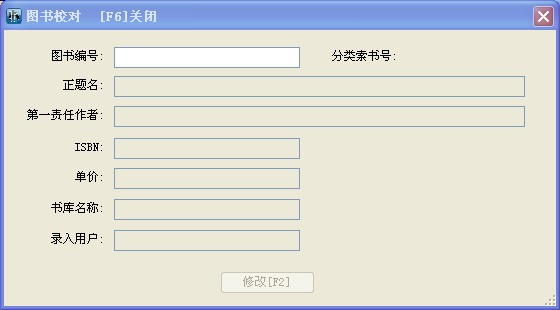 图书校对 [F6]关闭
图书编号: 分类索书号:
正题名:
第一责任作者:
ISBN:
单价:
书库名称:
录入用户:
修改[F2]